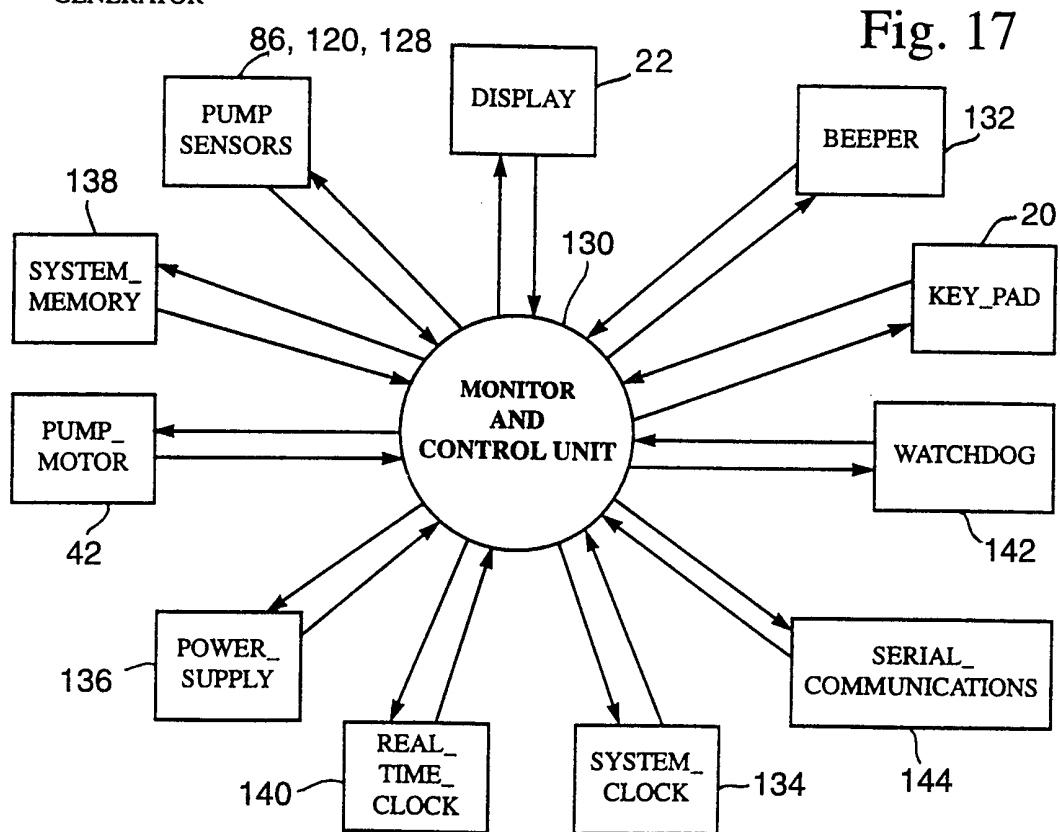 GENERATOR
Fig. 17
86, 120, 128
PUMP
SENSORS
DISPLAY
22
BEEPER
132
138
SYSTEM_
MEMORY
130
20
KEY_PAD
MONITOR
AND
CONTROL UNIT
PUMP_
MOTOR
42
WATCHDOG
142
POWER_
SUPPLY
136
REAL_
TIME_
CLOCK
140
SYSTEM_
CLOCK
134
SERIAL_
COMMUNICATIONS
144